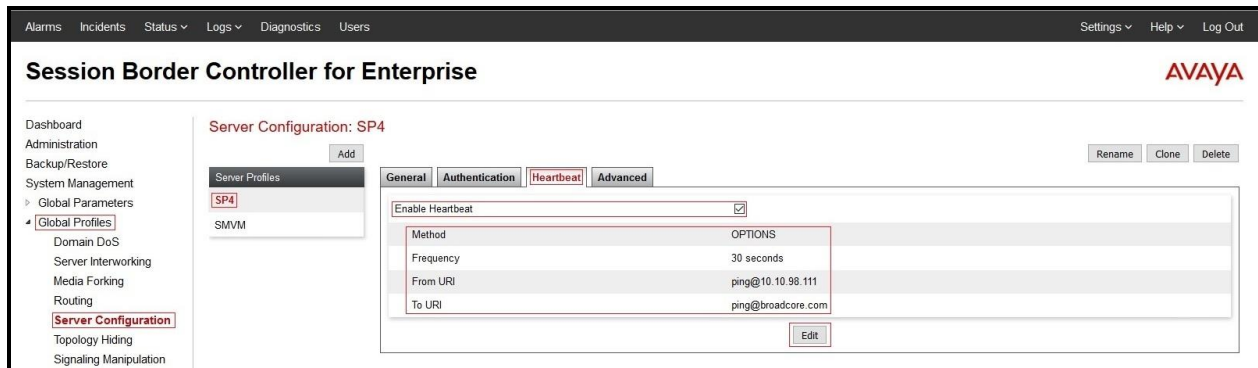 Alarms Incidents Status Logs Diagnostics Users Settings Help Log Out
Session Border Controller for Enterprise
AVAYA
Dashboard
Administration
Backup/Restore
System Management
Global Parameters
Global Profiles
Domain DoS
Server Interworking
Media Forking
Routing
Server Configuration
Topology Hiding
Signaling Manipulation
Server Configuration: SP4
Add
Rename Clone Delete
Server Profiles
SP4
SMVM
General Authentication Heartbeat Advanced
Enable Heartbeat
Method OPTIONS
Frequency 30 seconds
From URI ping@10.10.98.111
To URI ping@broadcore.com
Edit